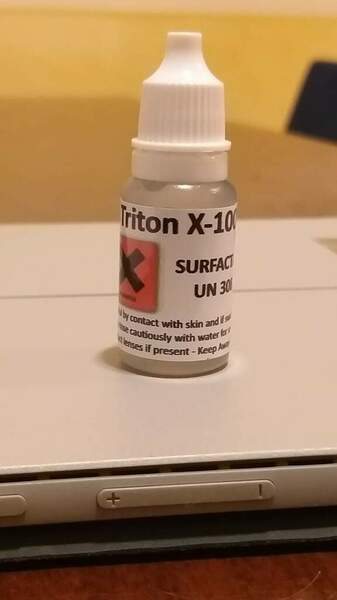 Triton X-100
SURFACT
UN 30
by contact with skin and if
cautiously with water for
lenses if present - Keep Away
+ -